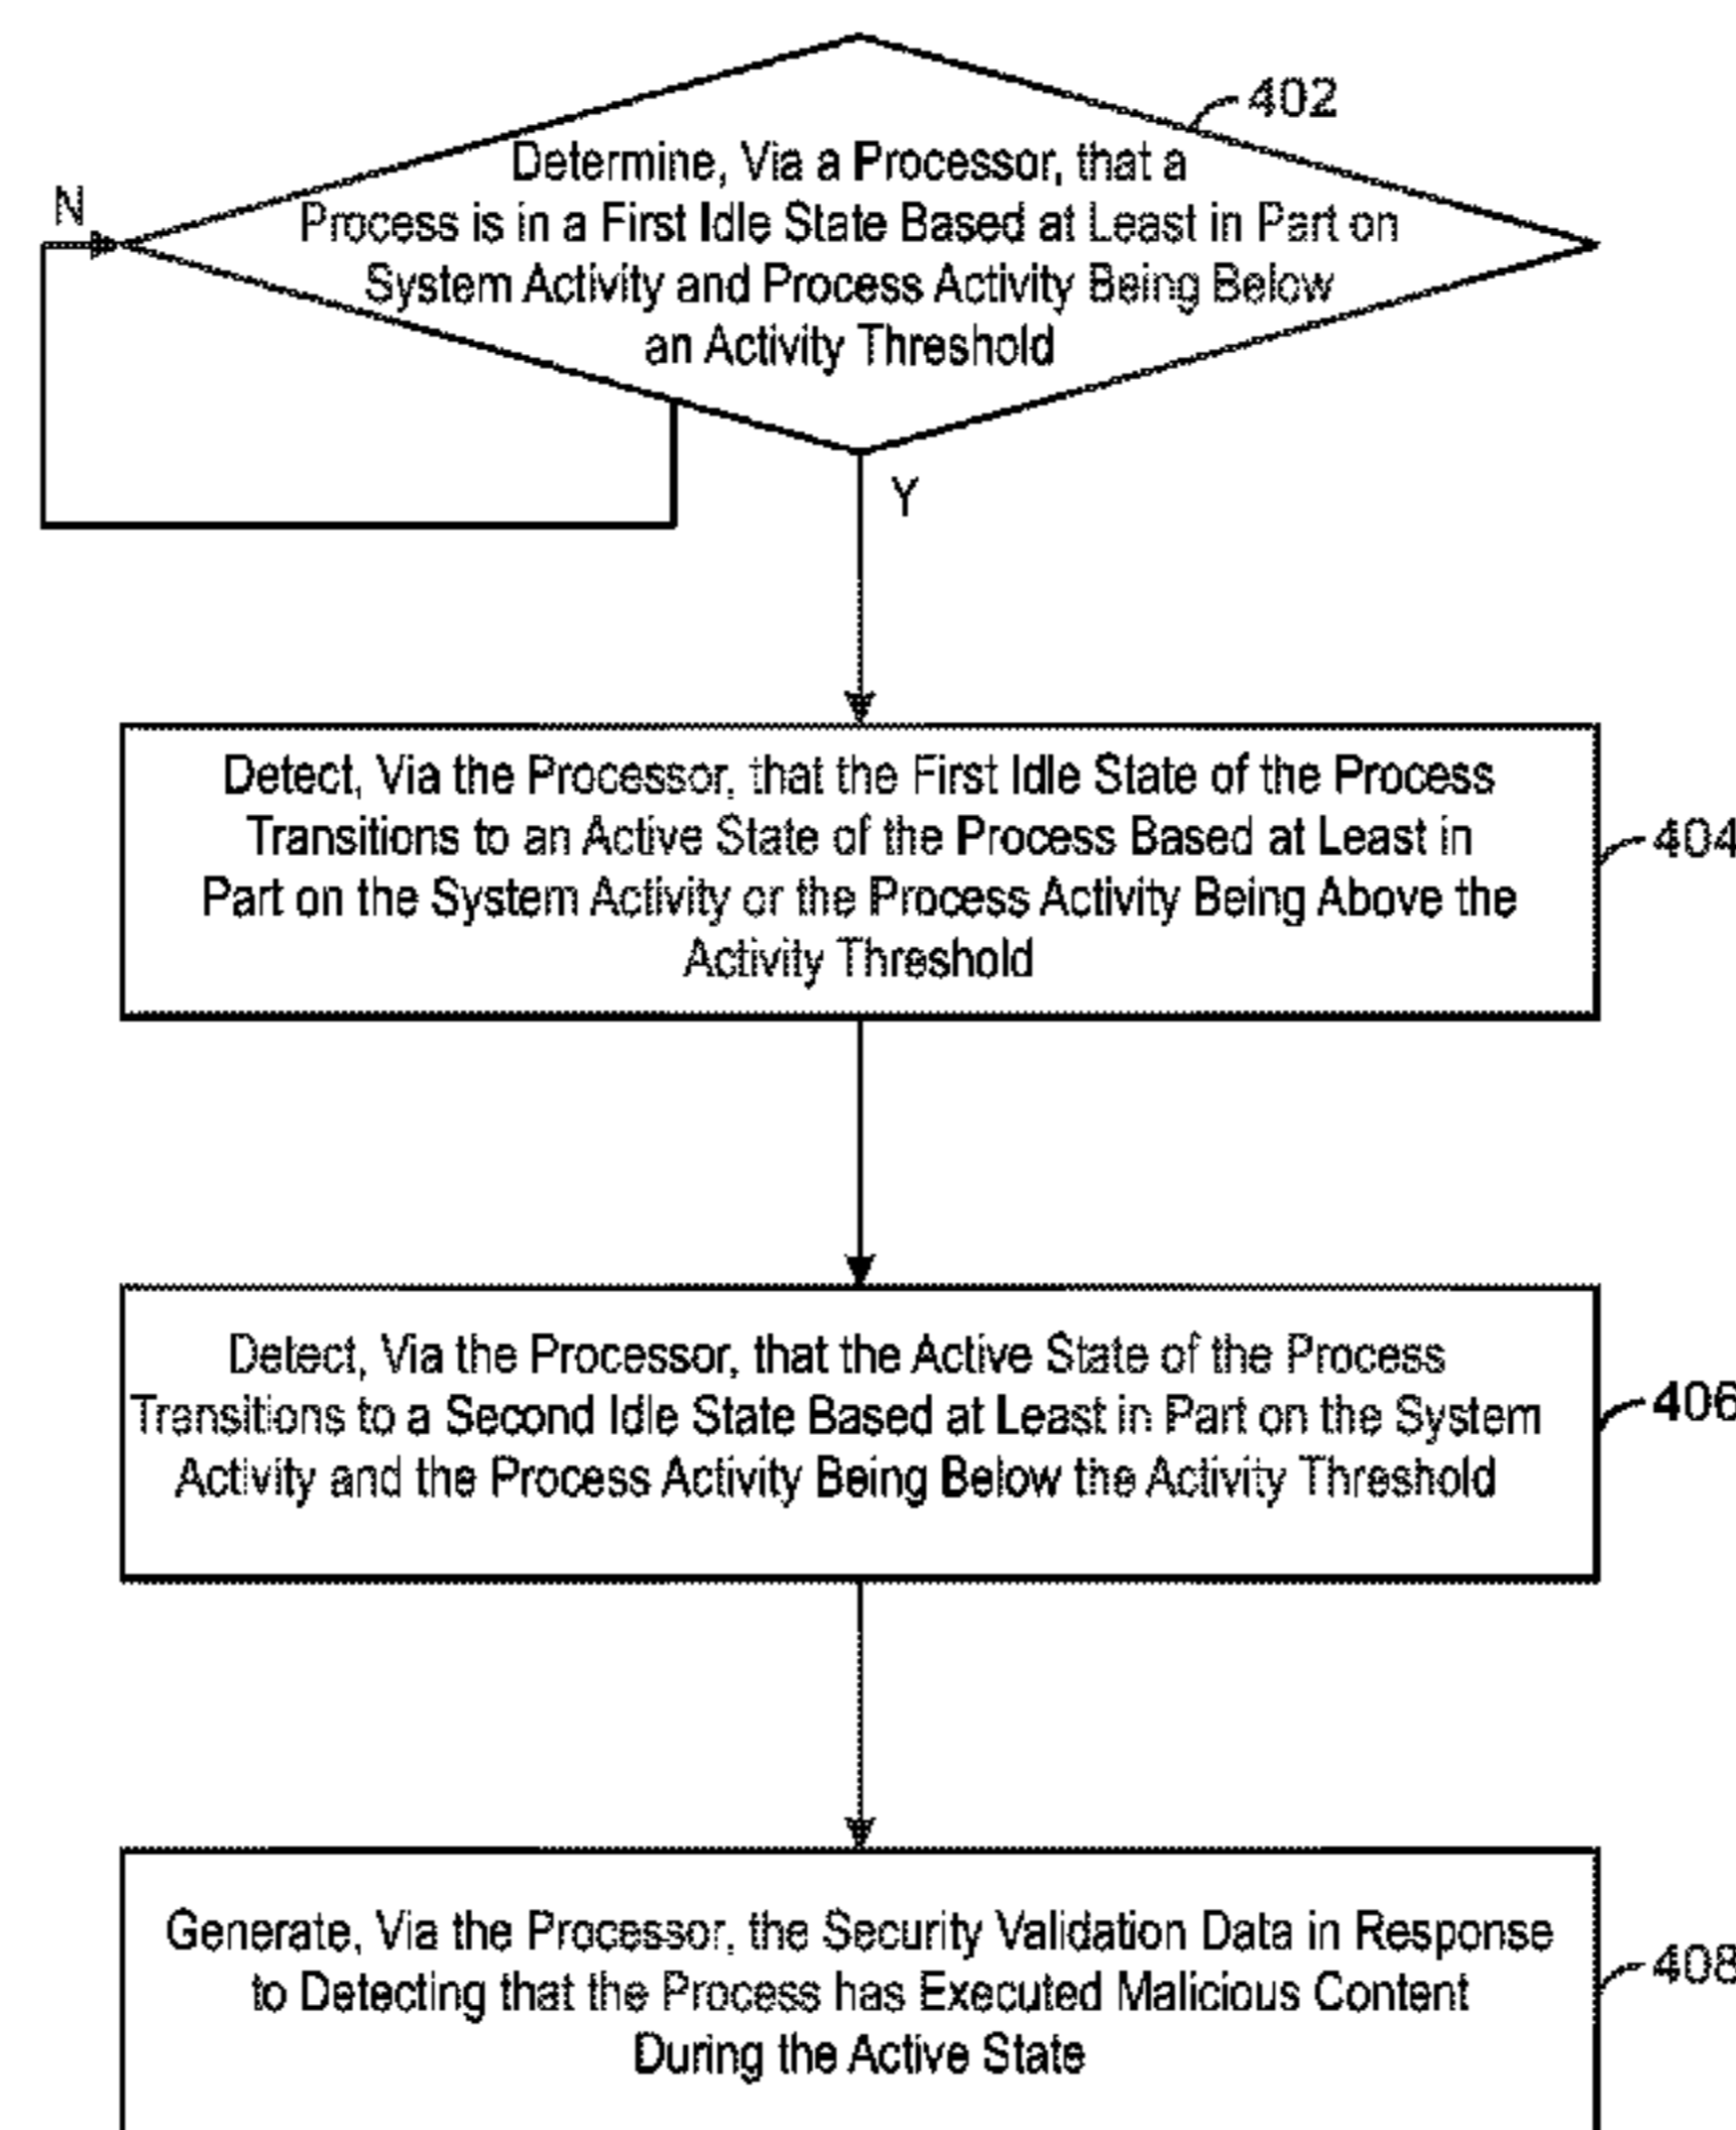 402
Determine, Via a Processor, that a
N
Process is in a First Idle State Based at Least in Part on
System Activity and Process Activity Being Below
an Activity Threshold
Y
Detect, Via the Processor, that the First Idle State of the Process
Transitions to an Active State of the Process Based at Least in
404
Part on the System Activity or the Process Activity Being Above the
Activity Threshold
Detect, Via the Processor, that the Active State of the Process
406
Transitions to a Second Idle State Based at Least in Part on the System
Activity and the Process Activity Being Below the Activity Threshold
Generate, Via the Processor, the Security Validation Data in Response
408
to Detecting that the Process has Executed Malicious Content
During the Active State